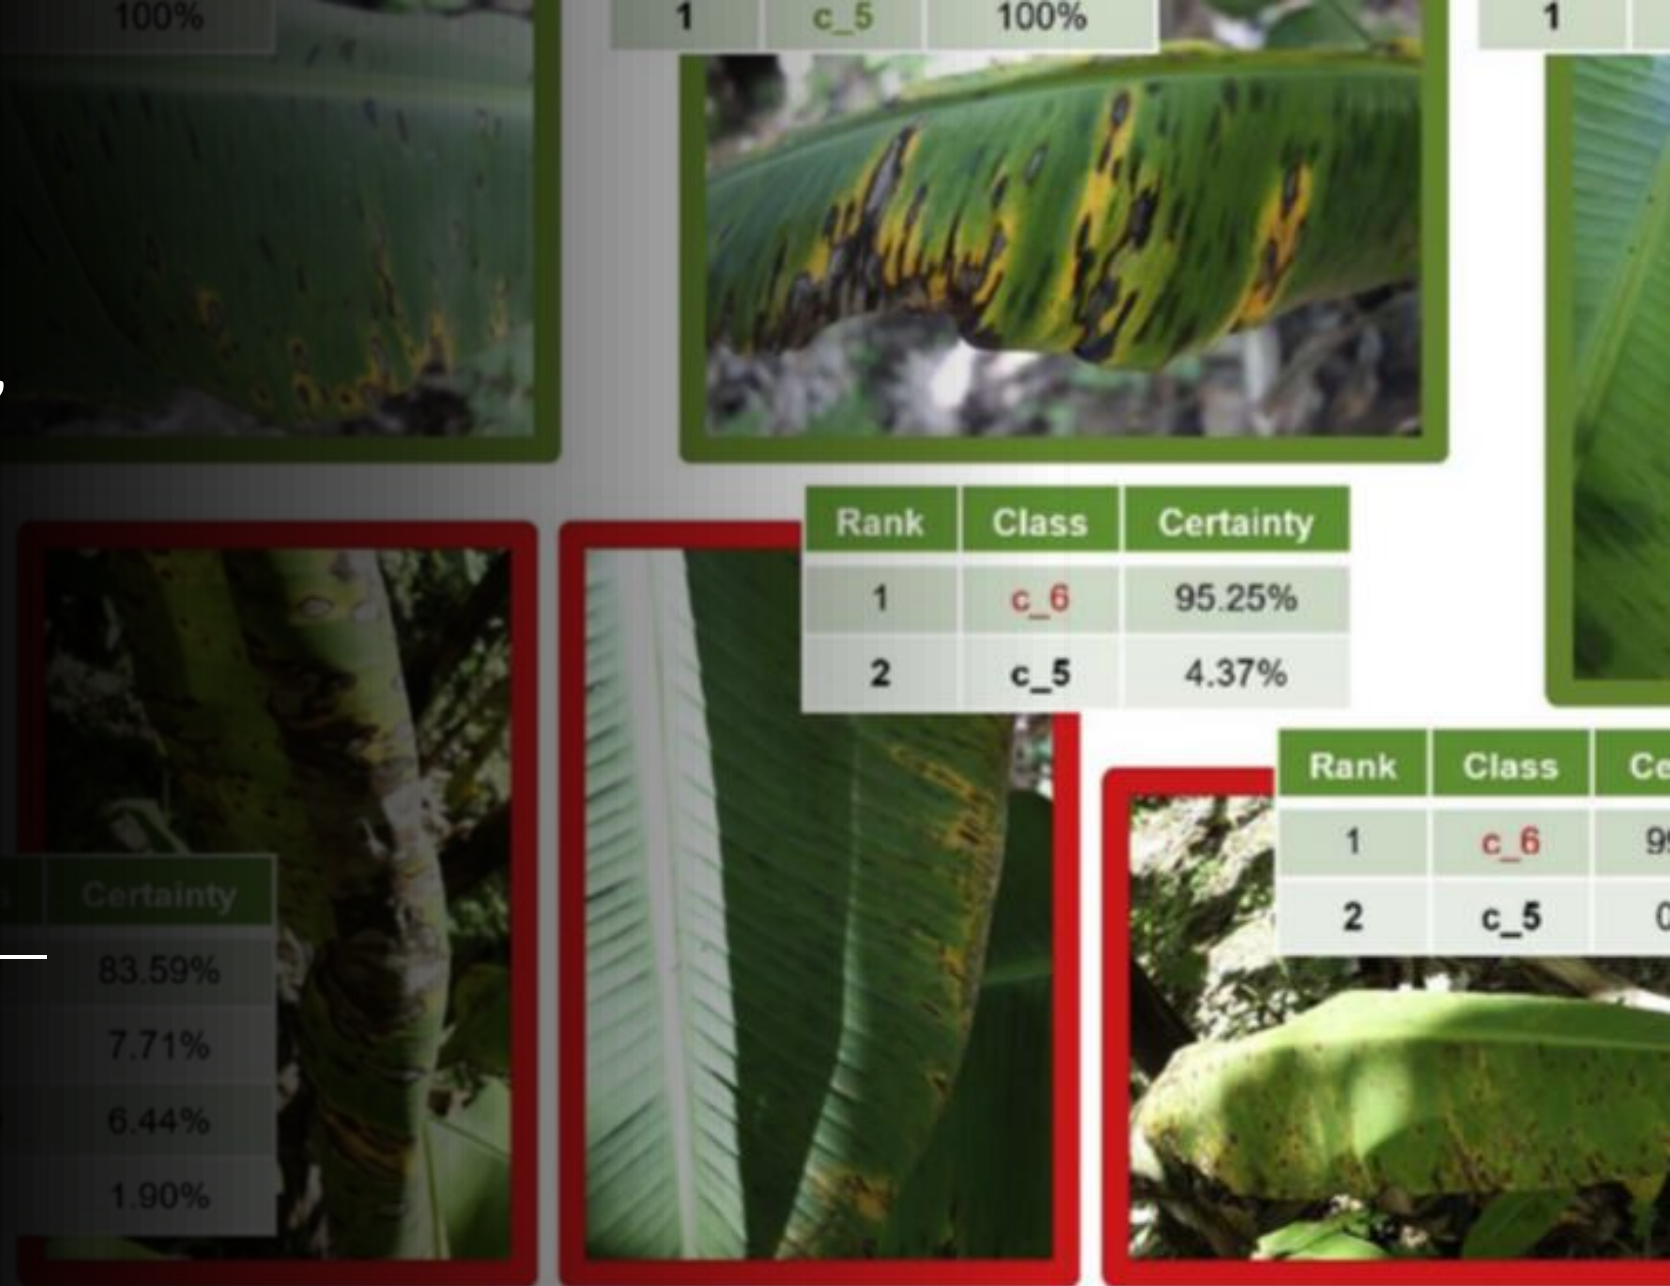 100%
1 c_5 100%
1
Rank Class Certainty
1 c_6 95.25%
2 c_5 4.37%
Rank Class
1 c_6
2 c_5
Certainty
83.59%
7.71%
6.44%
1.90%